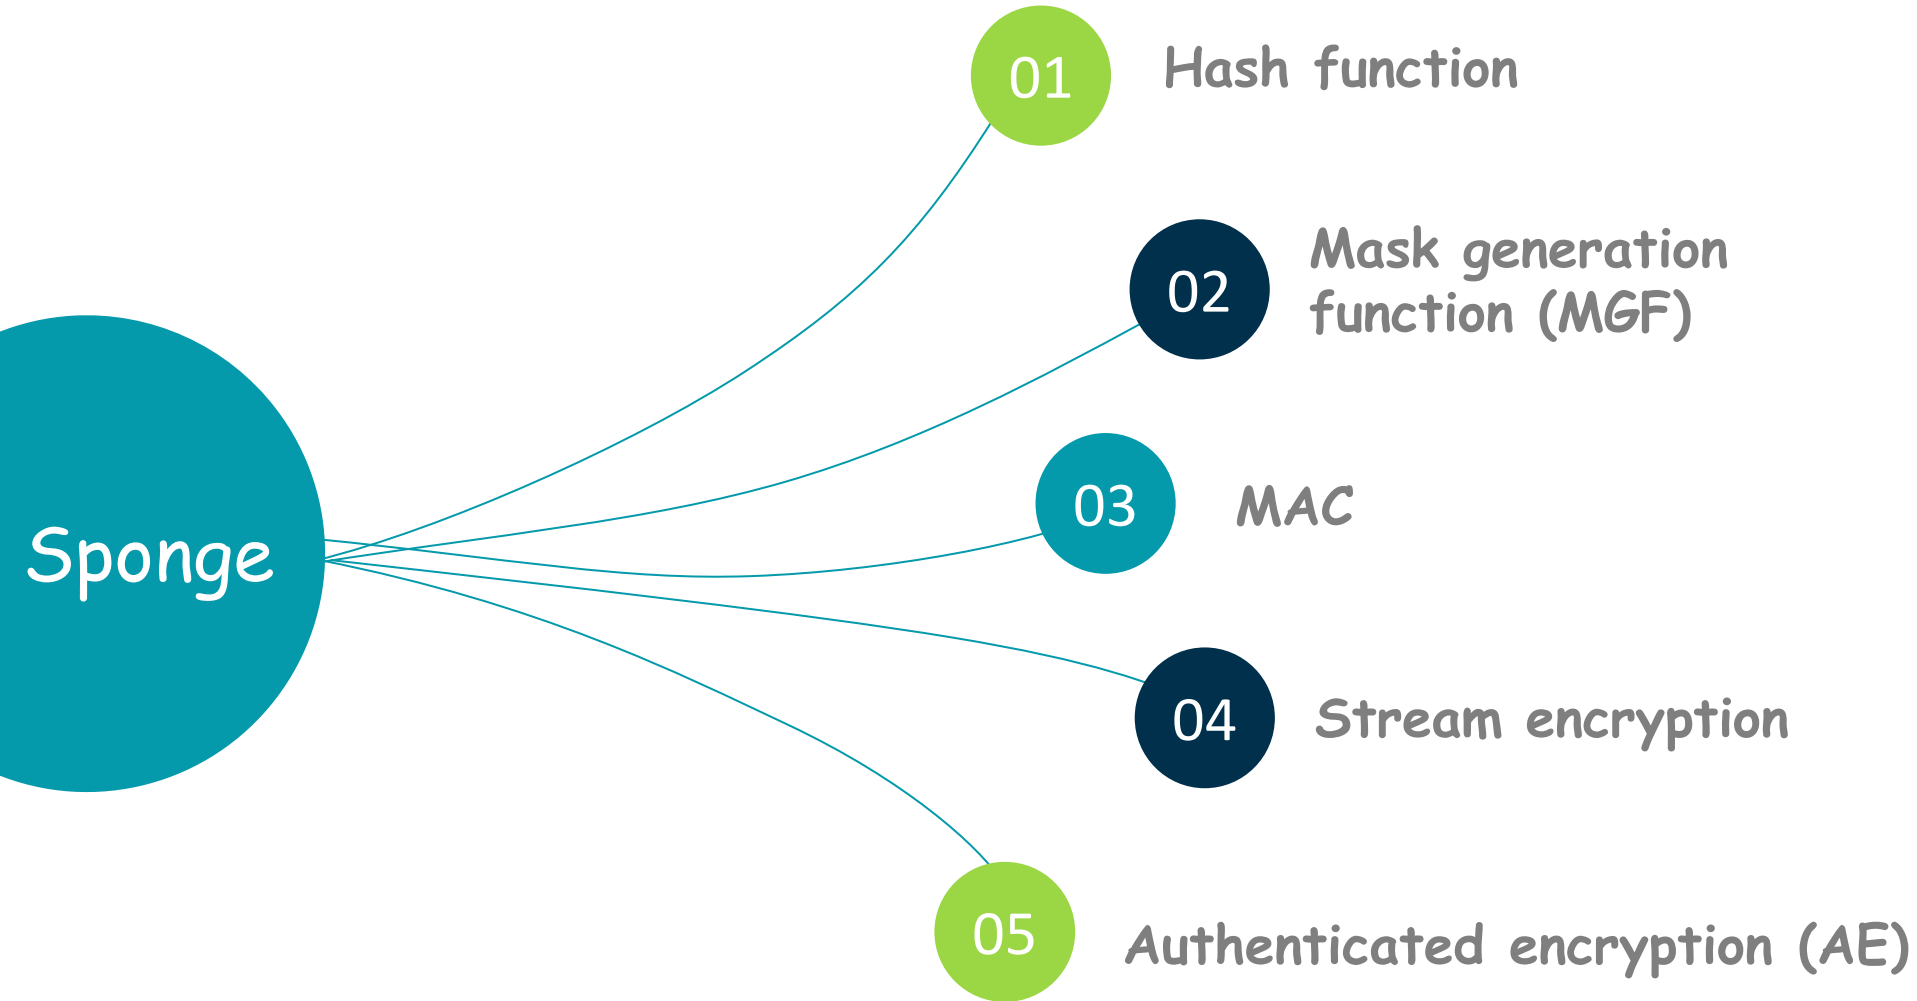 01
Hash function
02
Mask generation
function (MGF)
03
MAC
Sponge
04
Stream encryption
05
Authenticated encryption (AE)